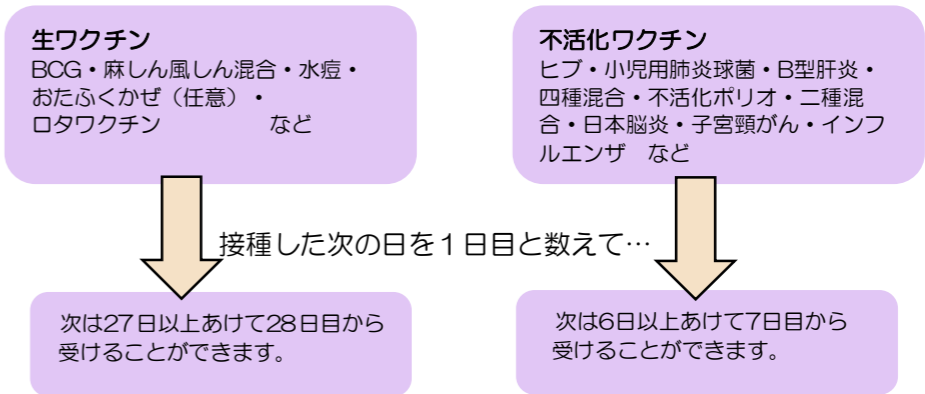 生ワクチン
BCG・麻しん風しん混合・水痘・
おたふくかぜ（任意）・
ロタワクチン　　　　　など
不活化ワクチン
ヒブ・小児用肺炎球菌・B型肝炎・
四種混合・不活化ポリオ・二種混
合・日本脳炎・子宮頸がん・インフ
ルエンザ　など
接種した次の日を１日目と数えて…
次は27日以上あけて28日目から
受けることができます。
次は6日以上あけて7日目から
受けることができます。